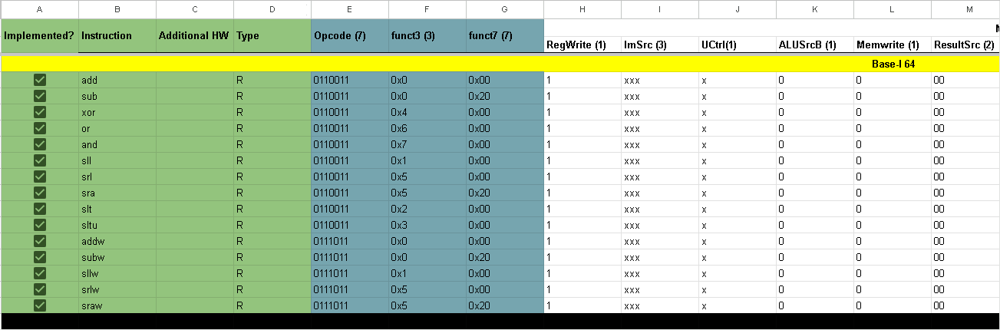 A B C D E F G H I J K L M
Implemented? Instruction Additional HW Type Opcode (7) funct3 (3) funct7 (7)
RegWrite (1) ImSrc (3) UCtrl(1) ALUSrcB (1) Memwrite (1) ResultSrc (2)
Base-I 64
add R 0110011 0x0 0x00 1 xxx x 0 0 00
sub R 0110011 0x0 0x20 1 xxx x 0 0 00
xor R 0110011 0x4 0x00 1 xxx x 0 0 00
or R 0110011 0x6 0x00 1 xxx x 0 0 00
and R 0110011 0x7 0x00 1 xxx x 0 0 00
sll R 0110011 0x1 0x00 1 xxx x 0 0 00
srl R 0110011 0x5 0x00 1 xxx x 0 0 00
sra R 0110011 0x5 0x20 1 xxx x 0 0 00
slt R 0110011 0x2 0x00 1 xxx x 0 0 00
sltu R 0110011 0x3 0x00 1 xxx x 0 0 00
addw R 0111011 0x0 0x00 1 xxx x 0 0 00
subw R 0111011 0x0 0x20 1 xxx x 0 0 00
sllw R 0111011 0x1 0x00 1 xxx x 0 0 00
srlw R 0111011 0x5 0x00 1 xxx x 0 0 00
sraw R 0111011 0x5 0x20 1 xxx x 0 0 00